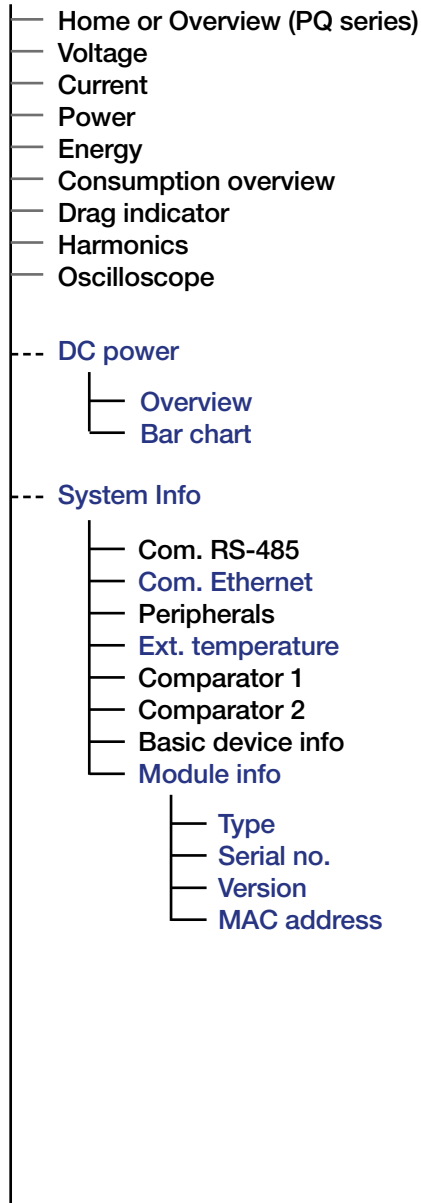 Home or Overview (PQ series)
Voltage
Current
Power
Energy
Consumption overview
Drag indicator
Harmonics
Oscilloscope
DC power
Overview
Bar chart
System Info
Com. RS-485
Com. Ethernet
Peripherals
Ext. temperature
Comparator 1
Comparator 2
Basic device info
Module info
Type
Serial no.
Version
MAC address